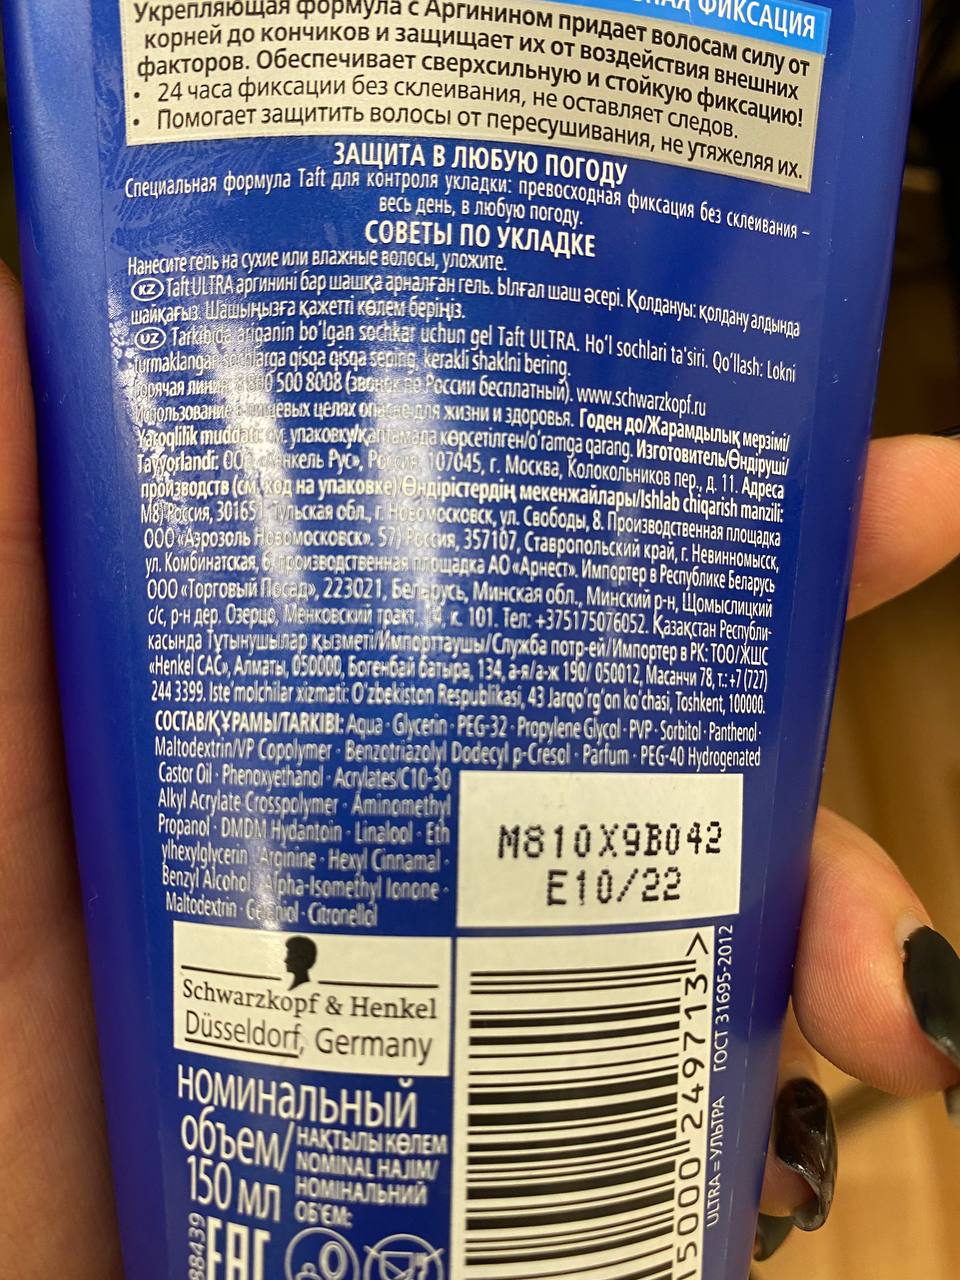 ФИКСАЦИЯ
Укрепляющая формула с Аргинином придает волосам силу от
корней до кончиков и защищает их от воздействия внешних
факторов. Обеспечивает сверхсильную и стойкую фиксацию!
• 24 часа фиксации без склеивания, не оставляет следов.
• Помогает защитить волосы от пересушивания, не утяжеляя их.
ЗАЩИТА В ЛЮБУЮ ПОГОДУ
Специальная формула Taft для контроля укладки: превосходная фиксация без склеивания –
весь день, в любую погоду.
СОВЕТЫ ПО УКЛАДКЕ
Нанесите гель на сухие или влажные волосы, уложите.
KZ Taft ULTRA аргинині бар шашқа арналған гель. Ылғал шаш әсері. Қолдануы: қолдану алдында
шайқағыз. Шашыңызға қажетті көлем беріңіз.
UZ Tarkibida ariganin bo'lgan sochkar uchun gel Taft ULTRA. Ho'l sochlari ta'siri. Qo'llash: Lokni
jurmaklangan sochlarga qisqa qisqa seping, kerakli shaklni bering.
Горячая линия: 8 800 500 8008 (звонок по России бесплатный). www.schwarzkopf.ru
Использование в пищевых целях опасно для жизни и здоровья. Годен до/Жарамдылық мерзімі/
Yaroqlilik muddati: см. упаковку/қаптамада көрсетілген/o'ramga qarang. Изготовитель/Өндіруші/
Tayyorlandi: ООО «Хенкель Рус», Россия, 107045, г. Москва, Колокольников пер., д. 11. Адреса
производств (см. код на упаковке)/Өндірістердің мекенжайлары/Ishlab chiqarish manzili:
M8) Россия, 301651, Тульская обл., г. Новомосковск, ул. Свободы, 8. Производственная площадка
ООО «Аэрозоль Новомосковск». 57) Россия, 357107, Ставропольский край, г. Невинномысск,
ул. Комбинатская, 6, производственная площадка АО «Арнест». Импортер в Республике Беларусь
ООО «Торговый Посад», 223021, Беларусь, Минская обл., Минский р-н, Щомыслицкий
с/с, р-н дер. Озерцо, Менковский тракт, 14, к. 101. Тел: +375175076052. Қазақстан Республи-
касында Тұтынушылар қызметі/Импорттаушы/Служба потр-ей/Импортер в РК: ТОО/ЖШС
«Henkel САС», Алматы, 050000, Богенбай батыра, 134, а-я/а-ж 190/ 050012, Масанчи 78, т.: +7 (727)
244 3399. Iste'molchilar xizmati: O'zbekiston Respublikasi, 43 Jarqo'rg'on ko'chasi, Toshkent, 100000.
СОСТАВ/ҚҰРАМЫ/TARKIBI: Aqua · Glycerin · PEG-32 · Propylene Glycol · PVP · Sorbitol · Panthenol ·
Maltodextrin/VP Copolymer · Benzotriazolyl Dodecyl p-Cresol · Parfum · PEG-40 Hydrogenated
Castor Oil · Phenoxyethanol · Acrylates/C10-30
Alkyl Acrylate Crosspolymer · Aminomethyl
Propanol · DMDM Hydantoin · Linalool · Eth
ylhexylglycerin · Arginine · Hexyl Cinnamal ·
Benzyl Alcohol · Alpha-Isomethyl Ionone ·
Maltodextrin · Geraniol · Citronellol
M810X9B042
E10/22
Schwarzkopf & Henkel
Düsseldorf, Germany
НОМИНАЛЬНЫЙ
ОБЪЕМ/
НАҚТЫЛЫ КӨЛЕМ
NOMINAL HAJIM/
НОМІНАЛЬНИЙ
ОБ'ЄМ:
150 МЛ
88439
EAC
5000 249713 >
ULTRA = УЛЬТРА ГОСТ 31695-2012